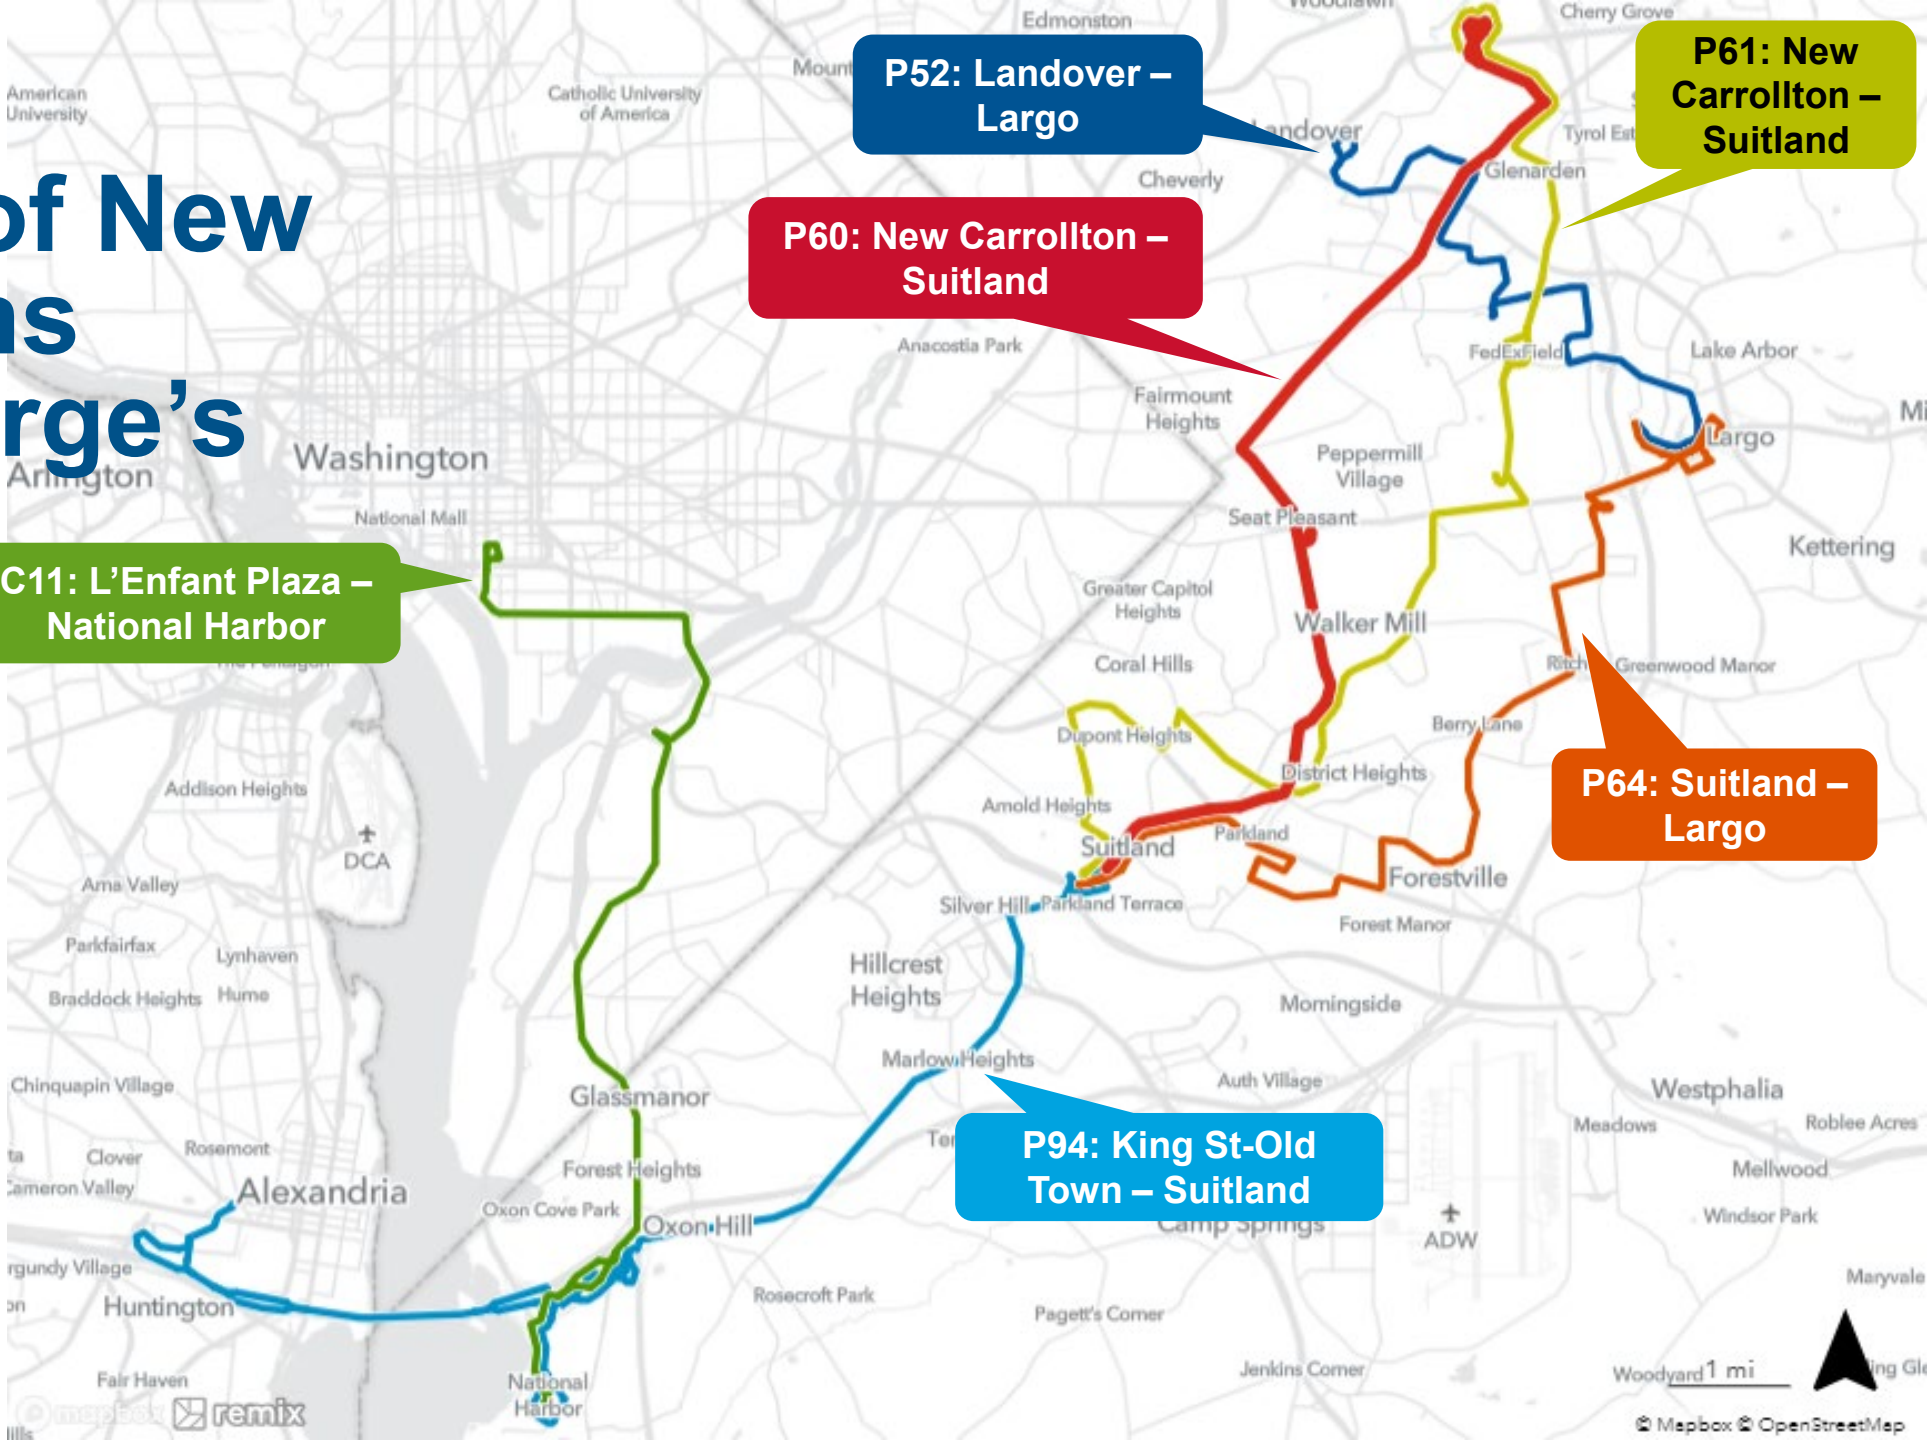 of New
ns
rge’s
P52: Landover –
Largo
P61: New
Carrollton –
Suitland
P60: New Carrollton –
Suitland
C11: L’Enfant Plaza –
National Harbor
P64: Suitland –
Largo
P94: King St-Old
Town – Suitland
Edmonston
Cherry Grove
American
University
Catholic University
of America
Mount
andover
Tyrol Est
Cheverly
Glenarden
Anacostia Park
FedExField
Lake Arbor
Fairmount
Heights
Largo
Washington
Arlington
Peppermill
Village
National Mall
Seat Pleasant
Kettering
Greater Capitol
Heights
Walker Mill
Coral Hills
Ritch
Greenwood Manor
Berry Lane
Dupont Heights
District Heights
Addison Heights
Arnold Heights
Parkland
Suitland
DCA
Arna Valley
Forestville
Silver Hill
Parkland Terrace
Forest Manor
Parkfairfax
Lynhaven
Hillcrest
Heights
Braddock Heights
Hume
Morningside
Marlow Heights
Chinquapin Village
Auth Village
Glassmanor
Westphalia
Meadows
Roblee Acres
Rosemont
Clover
Ter
Forest Heights
Mellwood
Cameron Valley
Alexandria
Oxon Cove Park
Oxon Hill
Camp Springs
Windsor Park
ADW
rgundy Village
Maryvale
Huntington
Rosecroft Park
Pagett's Corner
Fair Haven
National
Harbor
Jenkins Corner
Woodyard
1 mi
ing Gle
mapbox
remix
© Mapbox © OpenStreetMap